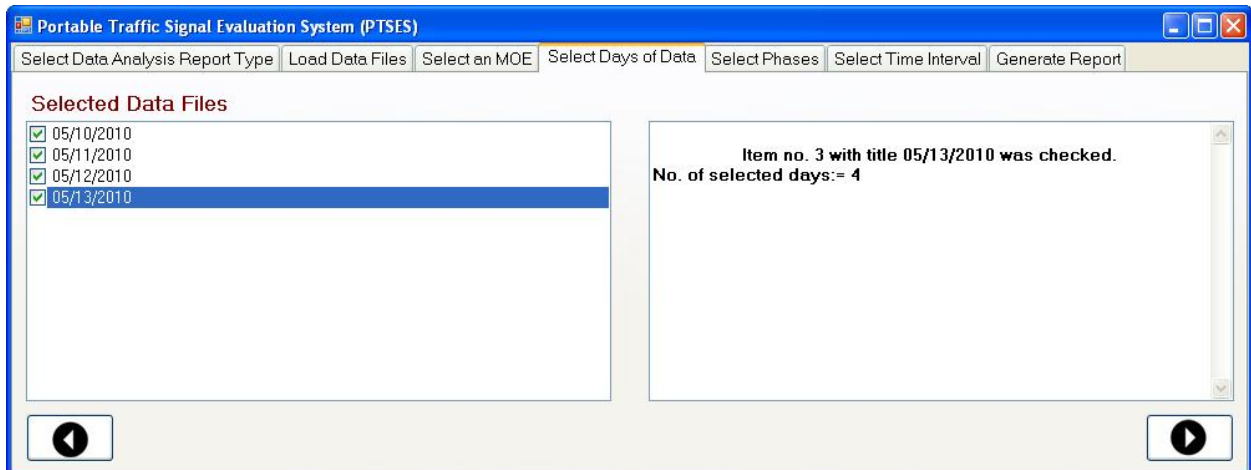 Portable Traffic Signal Evaluation System (PTSES)
Select Data Analysis Report Type Load Data Files Select an MOE Select Days of Data Select Phases Select Time Interval Generate Report
Selected Data Files
05/10/2010
05/11/2010
05/12/2010
05/13/2010
Item no. 3 with title 05/13/2010 was checked.
No. of selected days:= 4